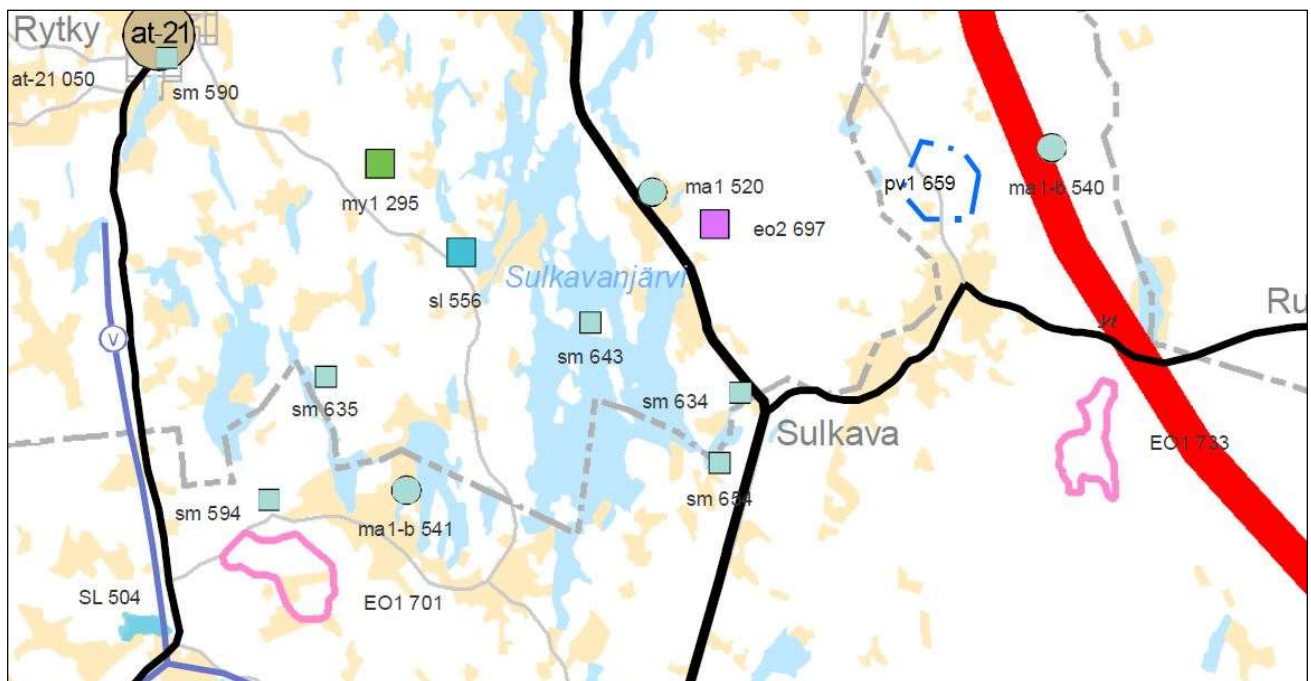 Rytky
at-21
at-21 050
sm 590
my1 295
ma1 520
pv1 659
ma1-b 540
eo2 697
Sulkavanjärvi
sl 556
Ru
yt
sm 643
V
sm 635
sm 634
Sulkava
EO1 733
sm 654
sm 594
ma1-b 541
SL 504
EO1 701